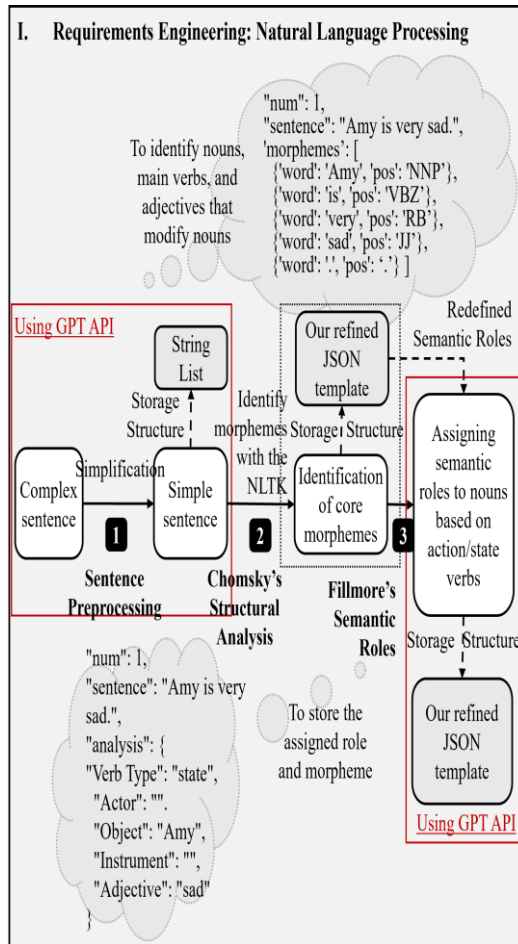 I. Requirements Engineering: Natural Language Processing
"num": 1,
"sentence": "Amy is very sad.",
'morphemes’: [
{'word': 'Amy', 'pos': 'NNP’},
{'word': 'is', 'pos': 'VBZ’},
{'word': 'very', 'pos': 'RB’},
{'word': 'sad', 'pos': 'JJ’},
{'word': '.', 'pos': ‘.’} ]
To identify nouns,
main verbs, and
adjectives that
modify nouns
Using GPT API
String
List
Storage
Structure
Complex
sentence
Simplification
1
Simple
sentence
Sentence
Preprocessing
Identify
morphemes
with the
NLTK
2
Chomsky’s
Structural
Analysis
Our refined
JSON
template
Storage Structure
Identification
of core
morphemes
Redefined
Semantic Roles
3
Fillmore’s
Semantic
Roles
Assigning
semantic
roles to nouns
based on
action/state
verbs
Storage Structure
Our refined
JSON
template
Using GPT API
To store the
assigned role
and morpheme
"num": 1,
"sentence": "Amy is very
sad.",
"analysis": {
"Verb Type": "state",
"Actor": "".
"Object": "Amy",
"Instrument": "",
"Adjective": "sad"
}